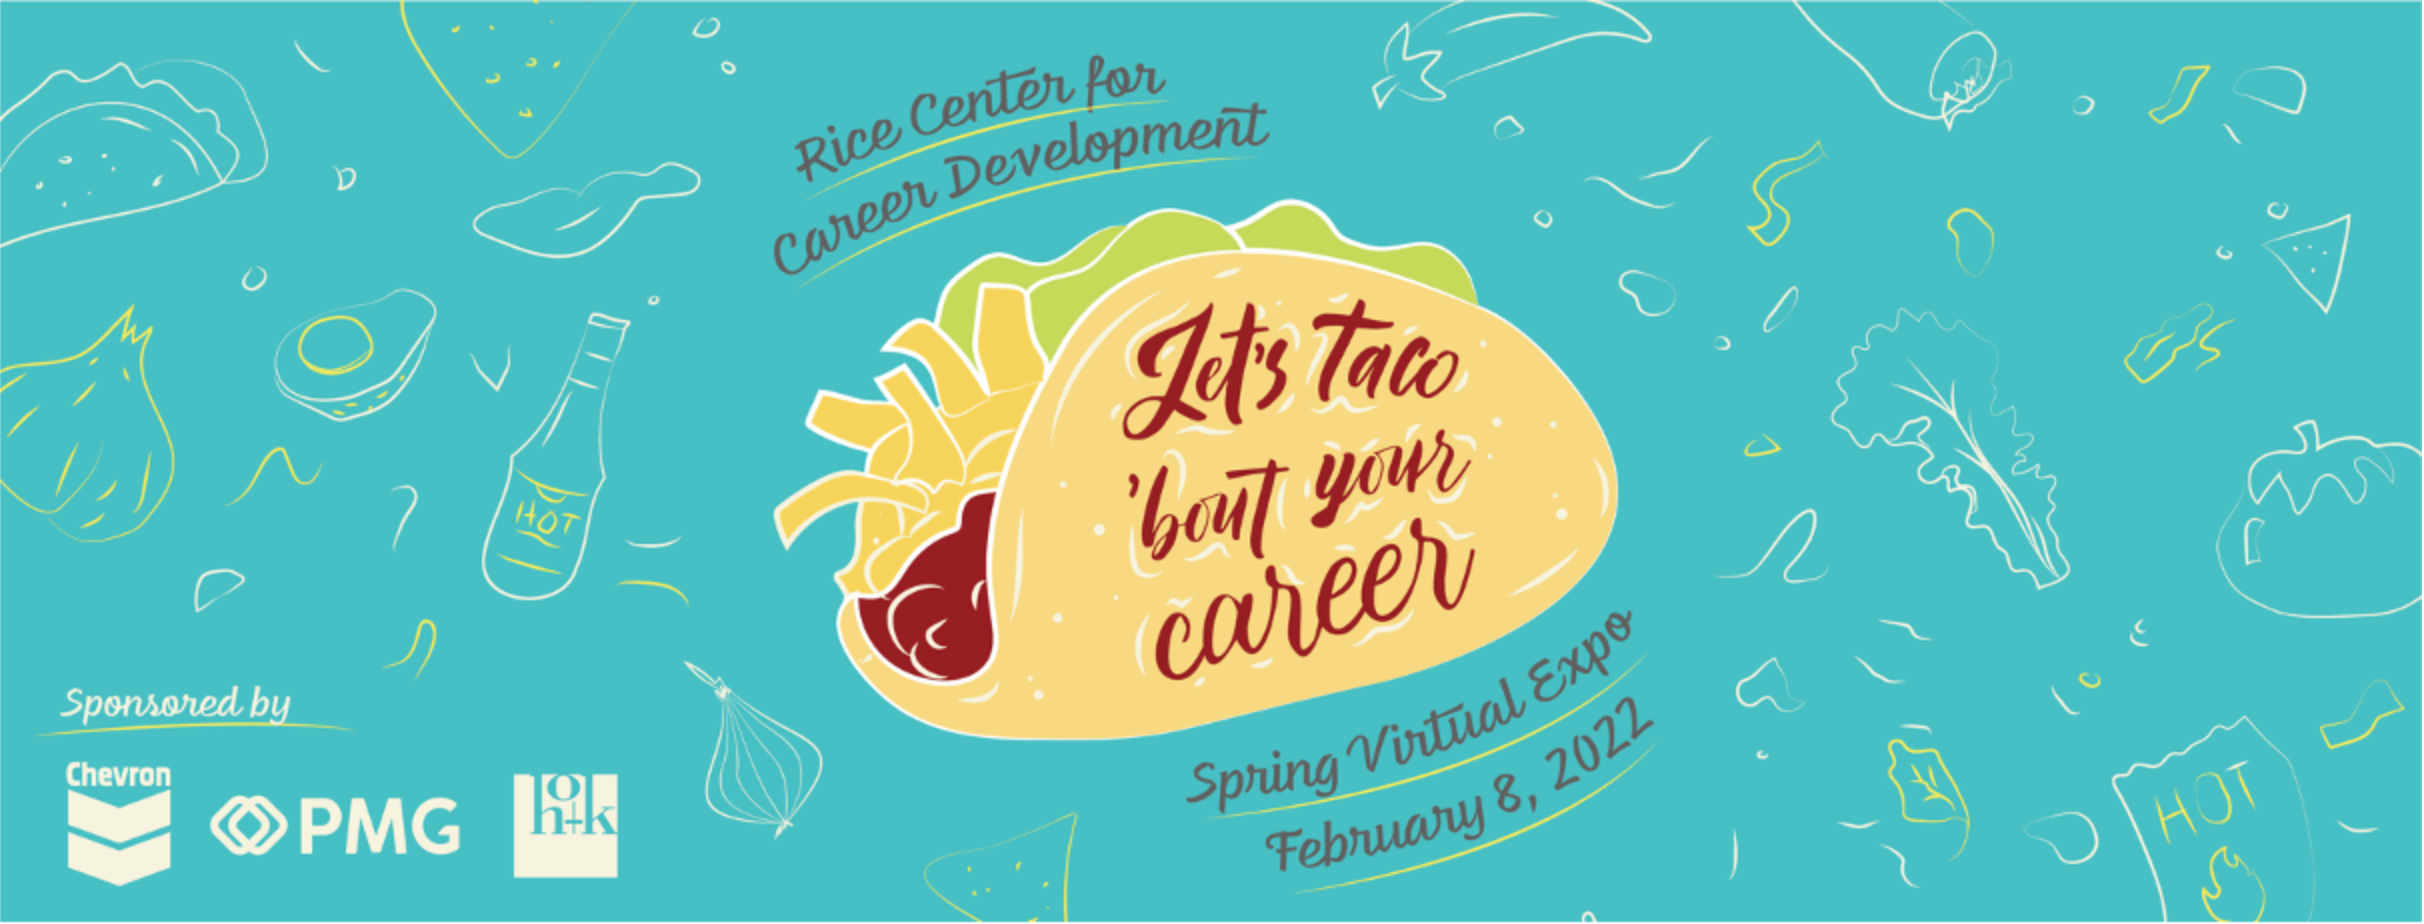 Rice Center for
Career Development
Let's taco
'bout your
career
Spring Virtual Expo
February 8, 2022
HOT
Sponsored by
Chevron
PMG
hok
HOT